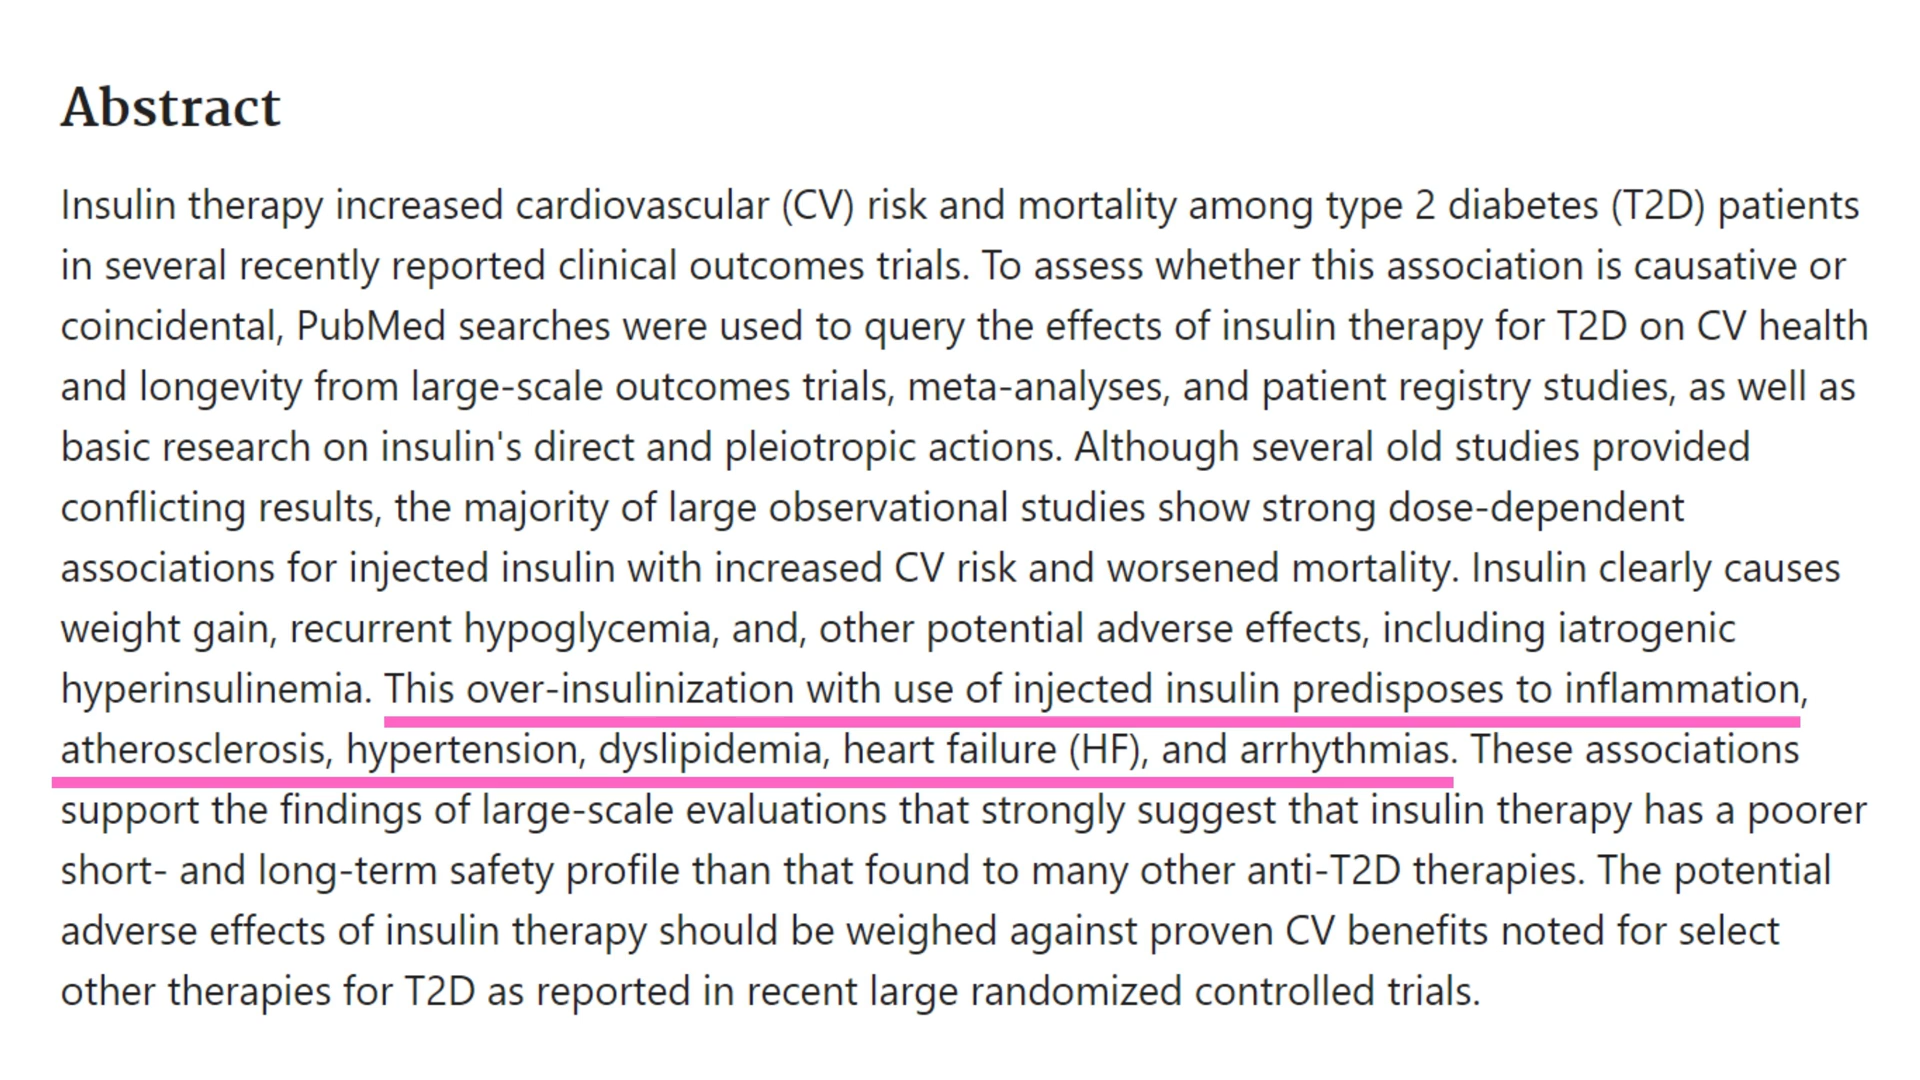 Abstract
Insulin therapy increased cardiovascular (CV) risk and mortality among type 2 diabetes (T2D) patients
in several recently reported clinical outcomes trials. To assess whether this association is causative or
coincidental, PubMed searches were used to query the effects of insulin therapy for T2D on CV health
and longevity from large-scale outcomes trials, meta-analyses, and patient registry studies, as well as
basic research on insulin's direct and pleiotropic actions. Although several old studies provided
conflicting results, the majority of large observational studies show strong dose-dependent
associations for injected insulin with increased CV risk and worsened mortality. Insulin clearly causes
weight gain, recurrent hypoglycemia, and, other potential adverse effects, including iatrogenic
hyperinsulinemia. This over-insulinization with use of injected insulin predisposes to inflammation,
atherosclerosis, hypertension, dyslipidemia, heart failure (HF), and arrhythmias. These associations
support the findings of large-scale evaluations that strongly suggest that insulin therapy has a poorer
short- and long-term safety profile than that found to many other anti-T2D therapies. The potential
adverse effects of insulin therapy should be weighed against proven CV benefits noted for select
other therapies for T2D as reported in recent large randomized controlled trials.